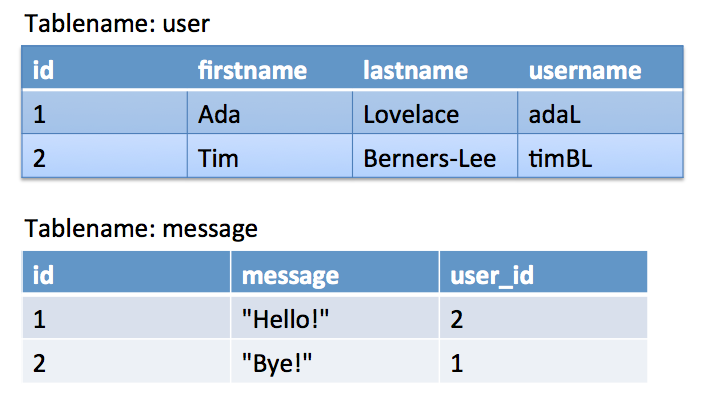 Tablename: user
id firstname lastname username
1 Ada Lovelace adaL
2 Tim Berners-Lee timBL
Tablename: message
id message user_id
1 "Hello!" 2
2 "Bye!" 1